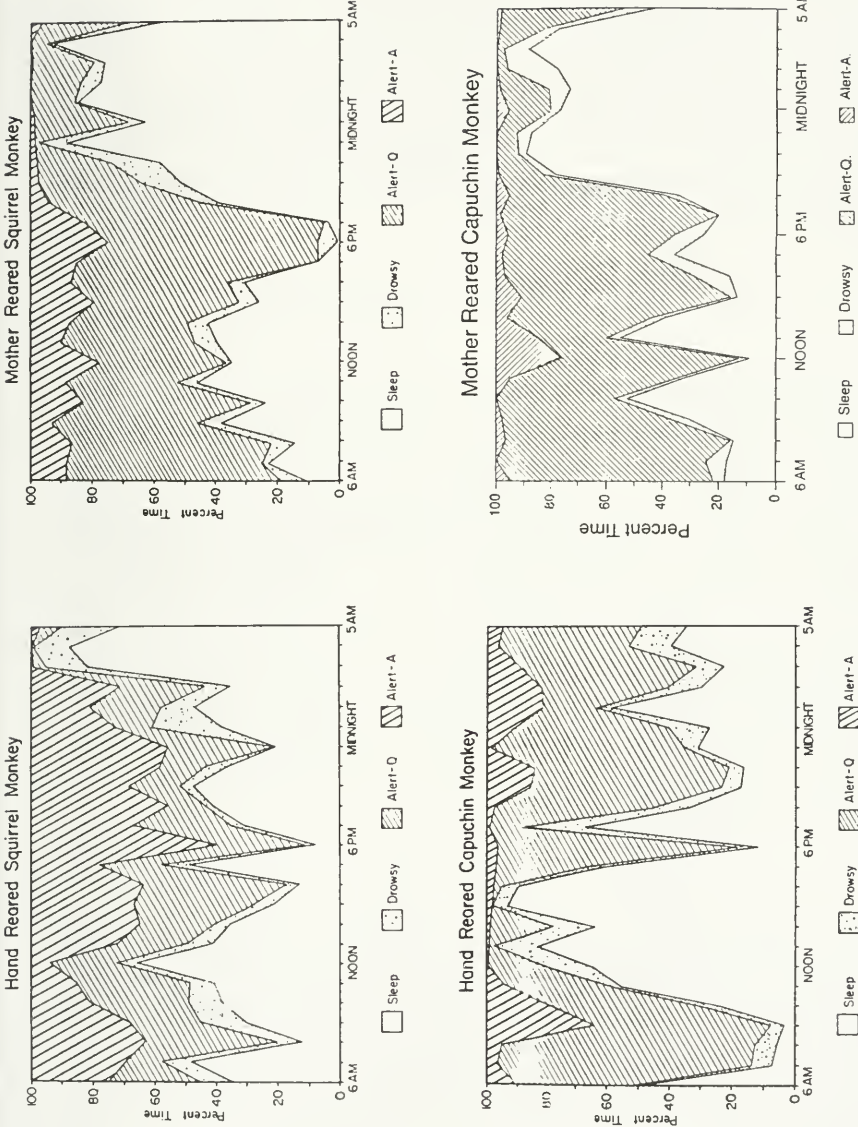 Hand Reared Squirrel Monkey
Percent Time
100
80
60
40
20
0
6 AM
NOON
6 PM
MIDNIGHT
5 AM
Sleep
Drowsy
Alert-Q
Alert-A
Mother Reared Squirrel Monkey
Percent Time
100
80
60
40
20
0
6 AM
NOON
6 PM
MIDNIGHT
5 AM
Sleep
Drowsy
Alert-Q
Alert-A
Hand Reared Capuchin Monkey
Percent Time
100
80
60
40
20
0
6 AM
NOON
6 PM
MIDNIGHT
5 AM
Sleep
Drowsy
Alert-Q
Alert-A
Mother Reared Capuchin Monkey
Percent Time
100
80
60
40
20
0
6 AM
NOON
6 PM
MIDNIGHT
5 A
Sleep
Drowsy
Alert-Q.
Alert-A.